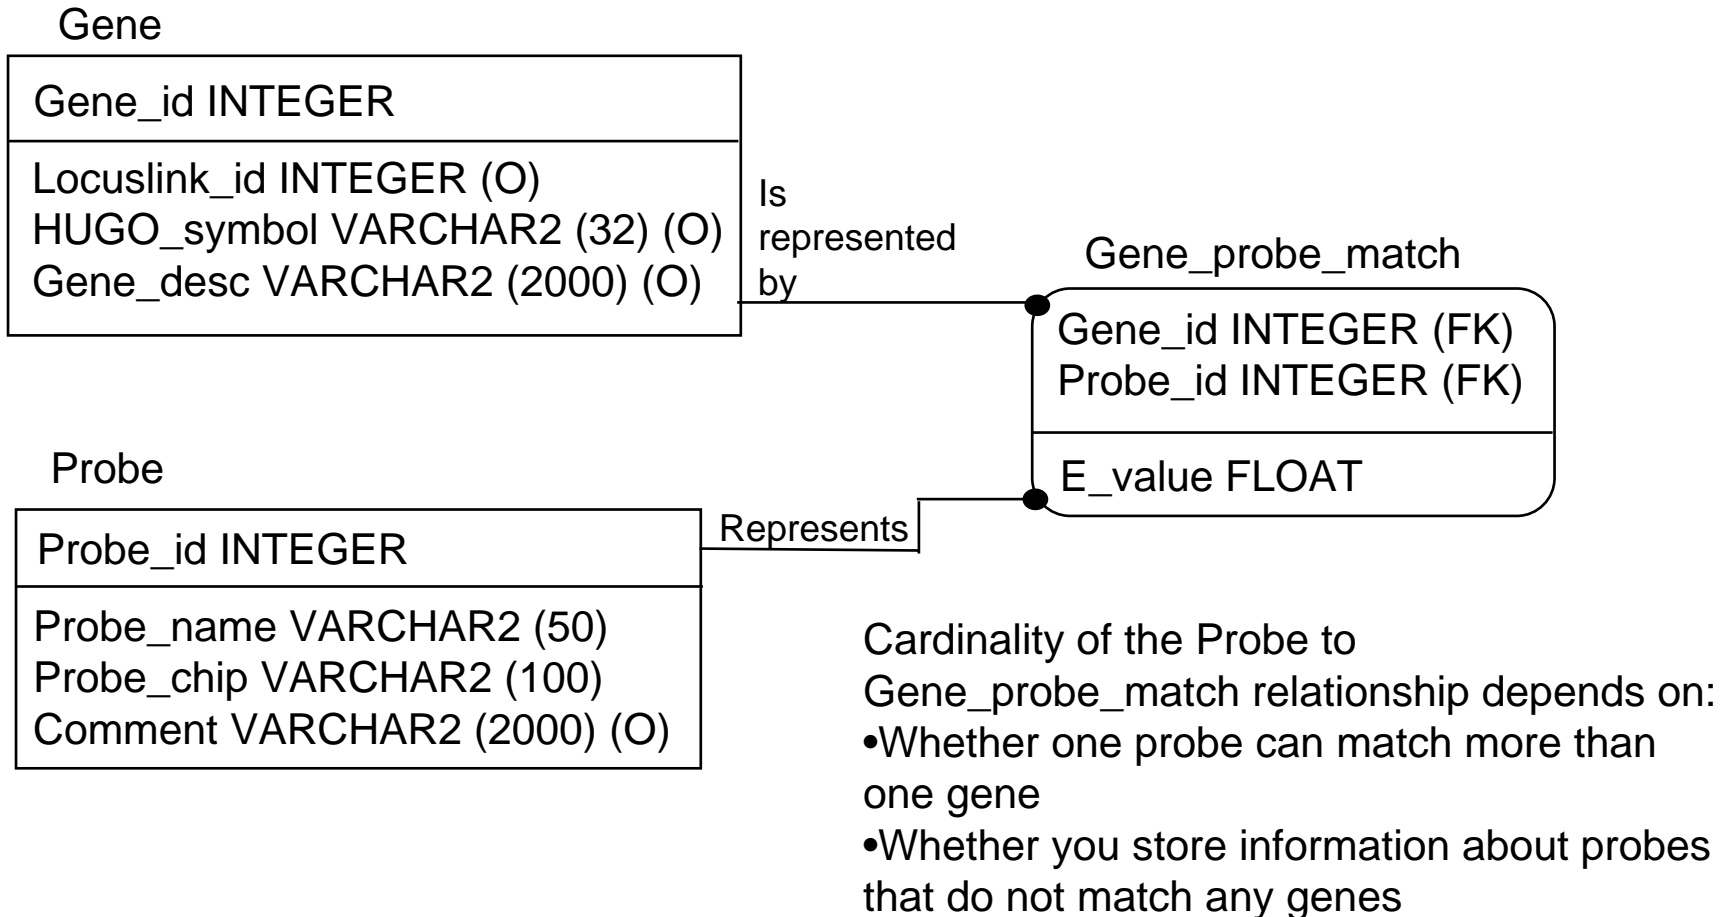 Gene
Gene_id INTEGER
Locuslink_id INTEGER (O)
HUGO_symbol VARCHAR2 (32) (O)
Gene_desc VARCHAR2 (2000) (O)
Is
represented
by
Gene_probe_match
Gene_id INTEGER (FK)
Probe_id INTEGER (FK)
E_value FLOAT
Probe
Probe_id INTEGER
Probe_name VARCHAR2 (50)
Probe_chip VARCHAR2 (100)
Comment VARCHAR2 (2000) (O)
Represents
Cardinality of the Probe to
Gene_probe_match relationship depends on:
•Whether one probe can match more than
one gene
•Whether you store information about probes
that do not match any genes